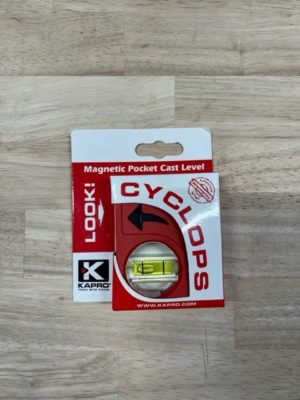 Magnetic Pocket Cast Level
LOOK!
CYCLOPS
KAPRO
WWW.KAPRO.COM